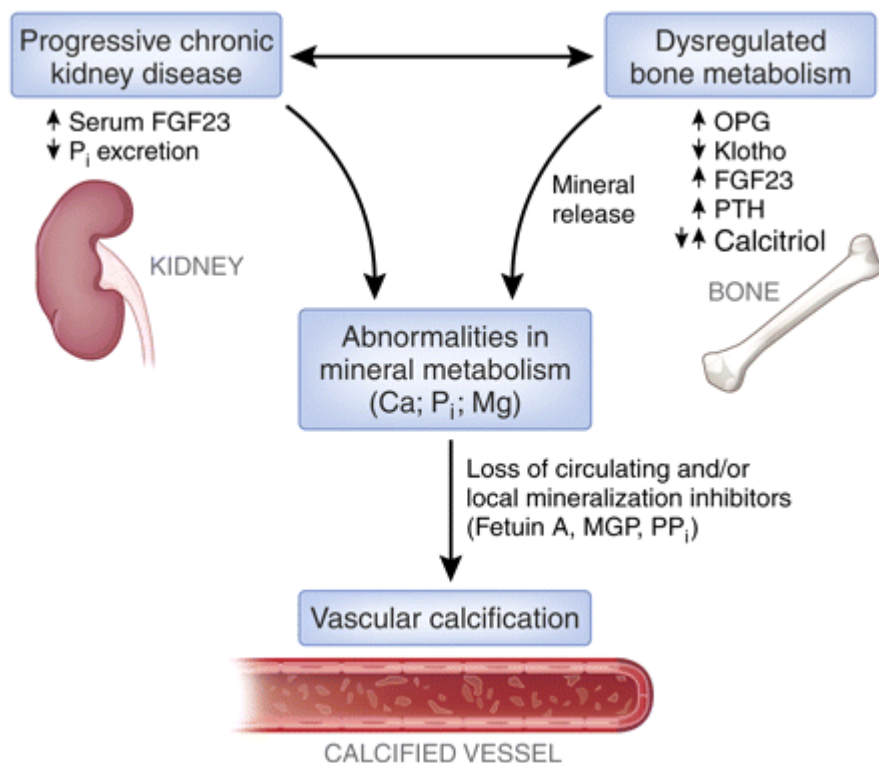 Progressive chronic
kidney disease
Dysregulated
bone metabolism
↑ Serum FGF23
↓ Pi excretion
↑ OPG
↓ Klotho
↑ FGF23
↑ PTH
↓↑ Calcitriol
Mineral
release
KIDNEY
BONE
Abnormalities in
mineral metabolism
(Ca; Pi; Mg)
Loss of circulating and/or
local mineralization inhibitors
(Fetuin A, MGP, PPi)
Vascular calcification
CALCIFIED VESSEL